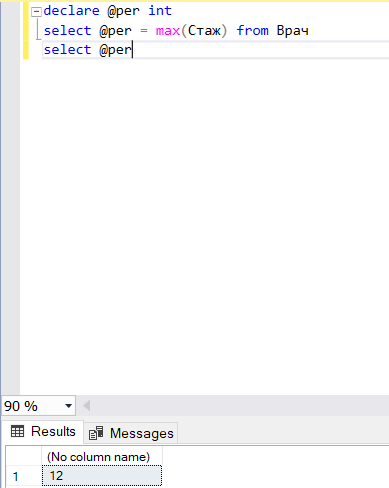 declare @per int
select @per = max(Стаж) from Врач
select @per
90 %
Results Messages
(No column name)
1 12